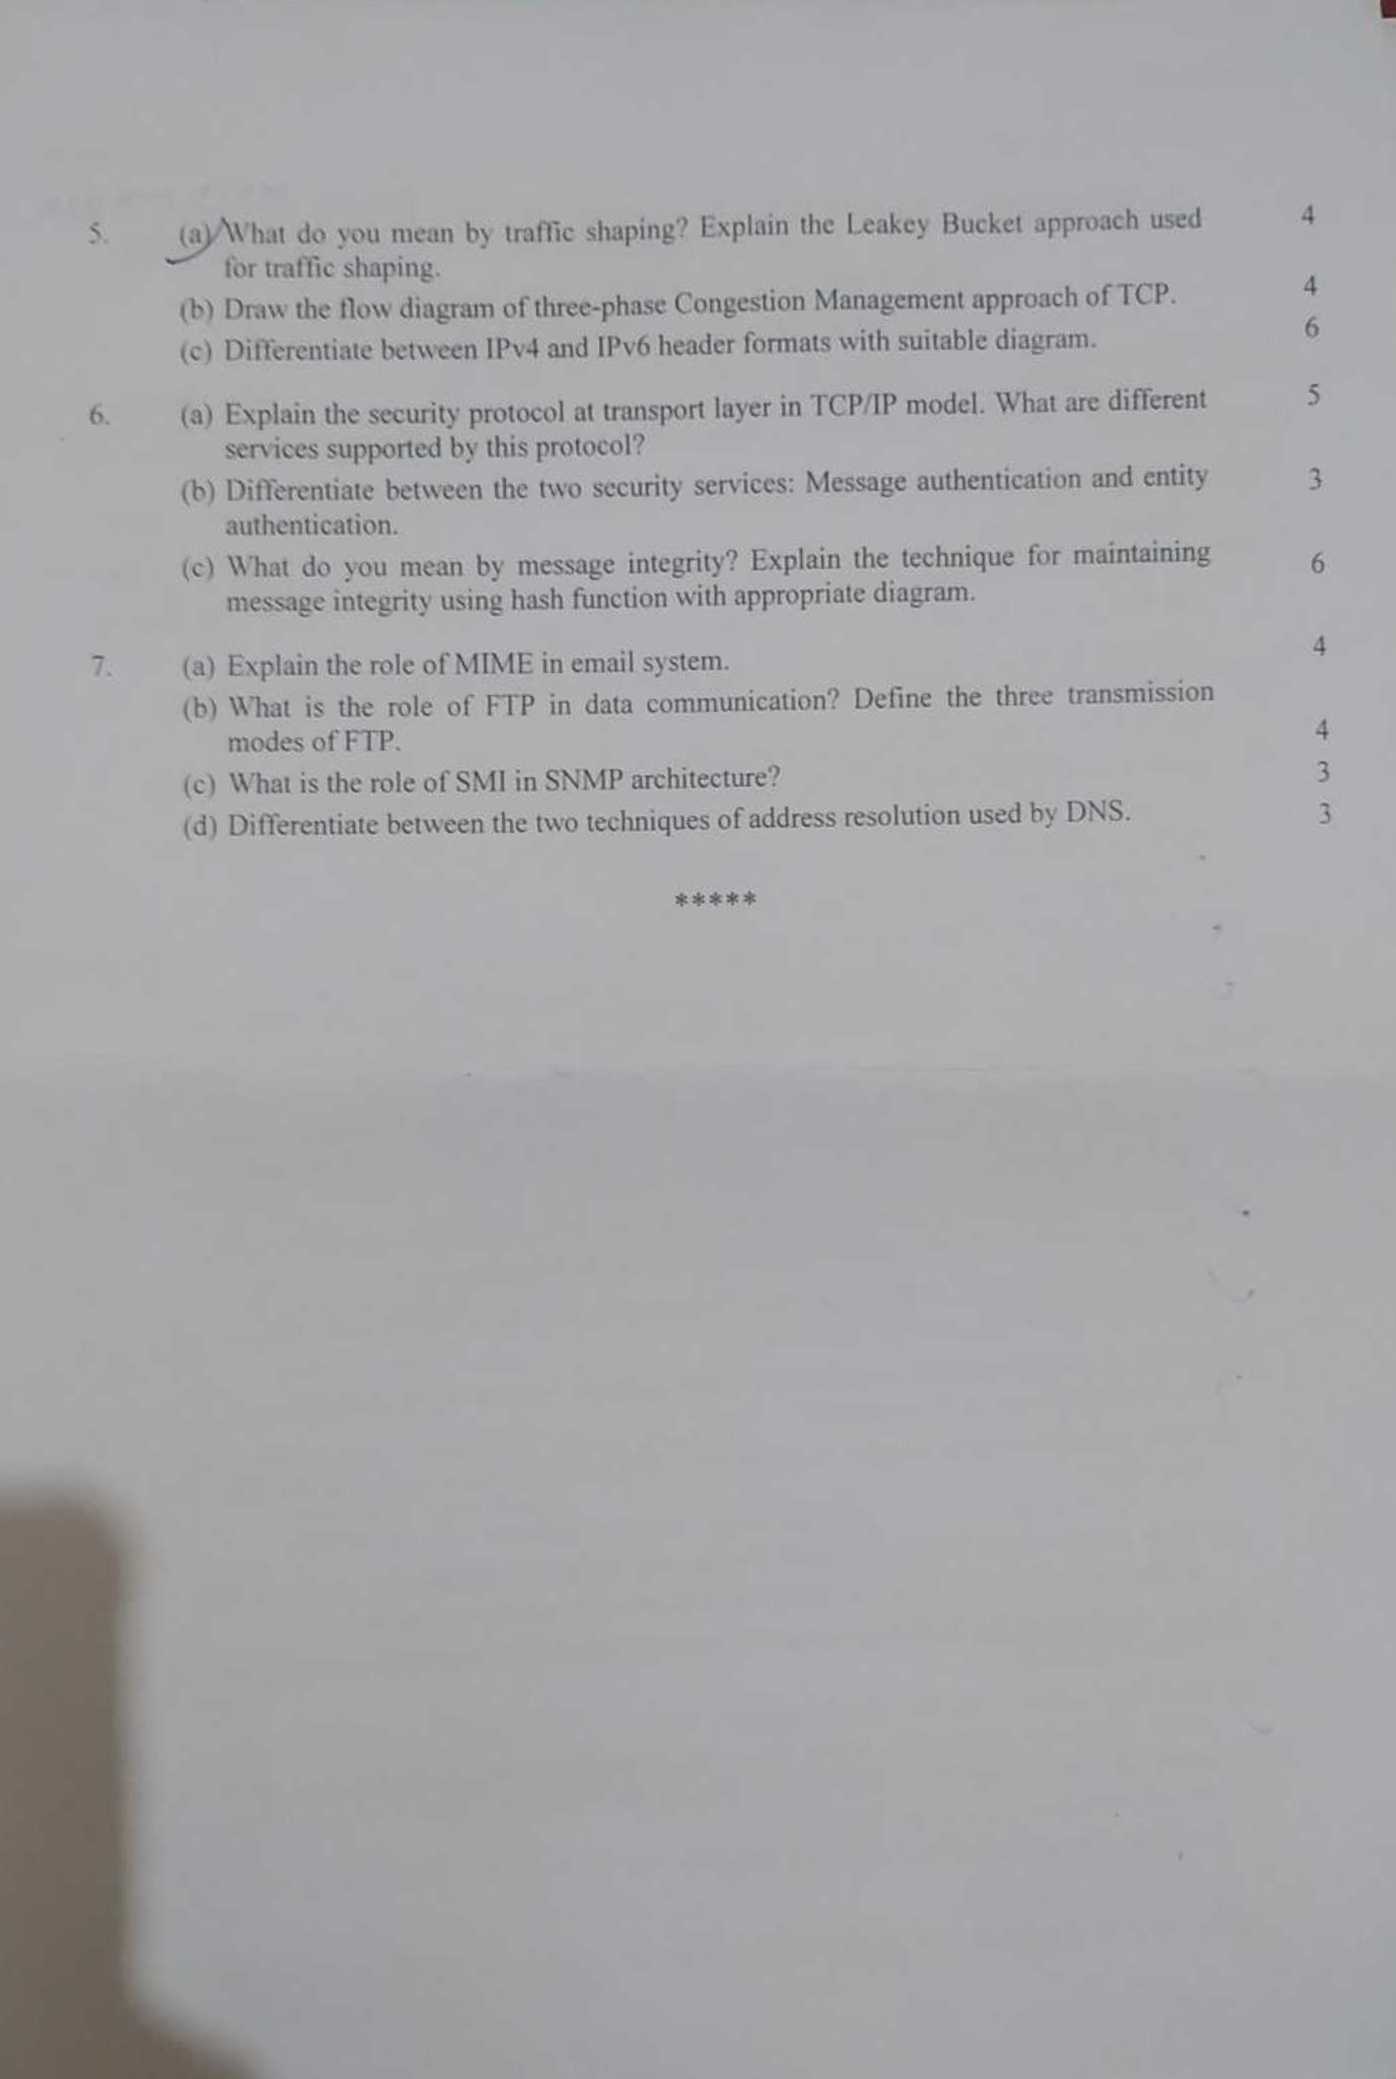 5. (a) What do you mean by traffic shaping? Explain the Leakey Bucket approach used 4
for traffic shaping.
(b) Draw the flow diagram of three-phase Congestion Management approach of TCP. 4
(c) Differentiate between IPv4 and IPv6 header formats with suitable diagram. 6
6. (a) Explain the security protocol at transport layer in TCP/IP model. What are different 5
services supported by this protocol?
(b) Differentiate between the two security services: Message authentication and entity 3
authentication.
(c) What do you mean by message integrity? Explain the technique for maintaining 6
message integrity using hash function with appropriate diagram.
7. (a) Explain the role of MIME in email system. 4
(b) What is the role of FTP in data communication? Define the three transmission
modes of FTP. 4
(c) What is the role of SMI in SNMP architecture? 3
(d) Differentiate between the two techniques of address resolution used by DNS. 3
*****